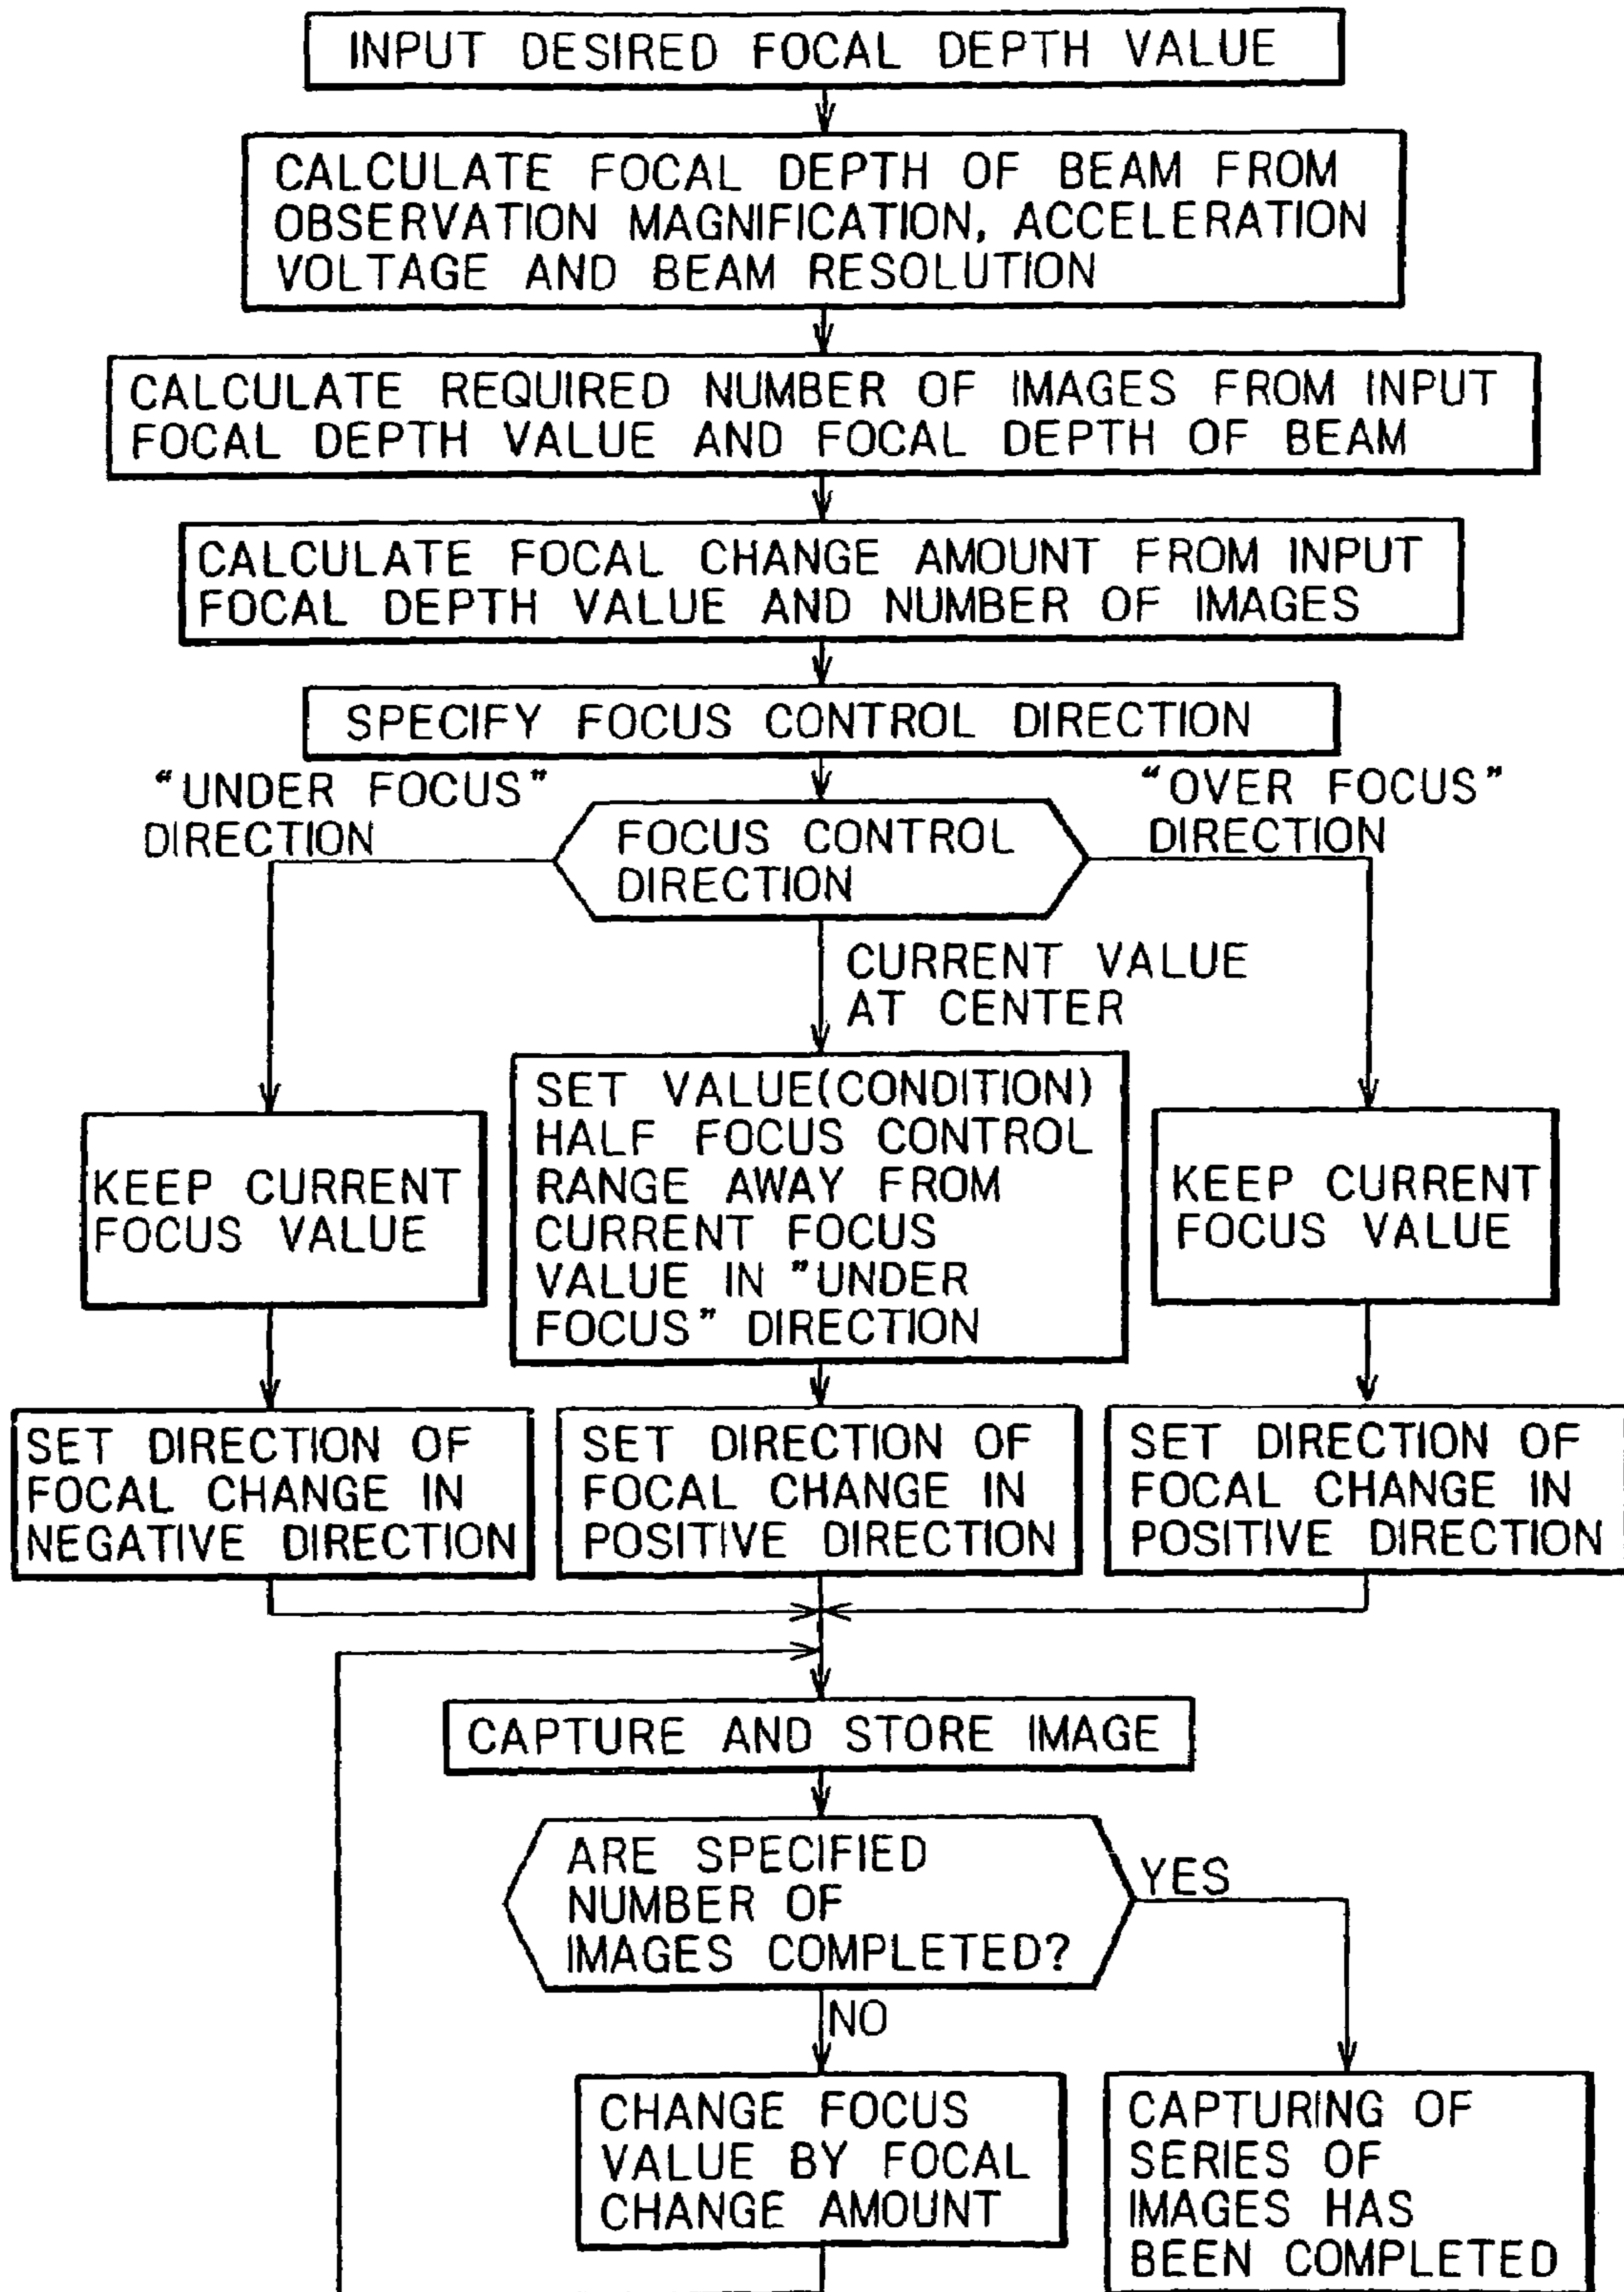 INPUT DESIRED FOCAL DEPTH VALUE
CALCULATE FOCAL DEPTH OF BEAM FROM
OBSERVATION MAGNIFICATION, ACCELERATION
VOLTAGE AND BEAM RESOLUTION
CALCULATE REQUIRED NUMBER OF IMAGES FROM INPUT
FOCAL DEPTH VALUE AND FOCAL DEPTH OF BEAM
CALCULATE FOCAL CHANGE AMOUNT FROM INPUT
FOCAL DEPTH VALUE AND NUMBER OF IMAGES
SPECIFY FOCUS CONTROL DIRECTION
“UNDER FOCUS”
DIRECTION
FOCUS CONTROL
DIRECTION
“OVER FOCUS”
DIRECTION
CURRENT VALUE
AT CENTER
KEEP CURRENT
FOCUS VALUE
SET VALUE(CONDITION)
HALF FOCUS CONTROL
RANGE AWAY FROM
CURRENT FOCUS
VALUE IN "UNDER
FOCUS" DIRECTION
KEEP CURRENT
FOCUS VALUE
SET DIRECTION OF
FOCAL CHANGE IN
NEGATIVE DIRECTION
SET DIRECTION OF
FOCAL CHANGE IN
POSITIVE DIRECTION
SET DIRECTION OF
FOCAL CHANGE IN
POSITIVE DIRECTION
CAPTURE AND STORE IMAGE
ARE SPECIFIED
NUMBER OF
IMAGES COMPLETED?
YES
NO
CHANGE FOCUS
VALUE BY FOCAL
CHANGE AMOUNT
CAPTURING OF
SERIES OF
IMAGES HAS
BEEN COMPLETED